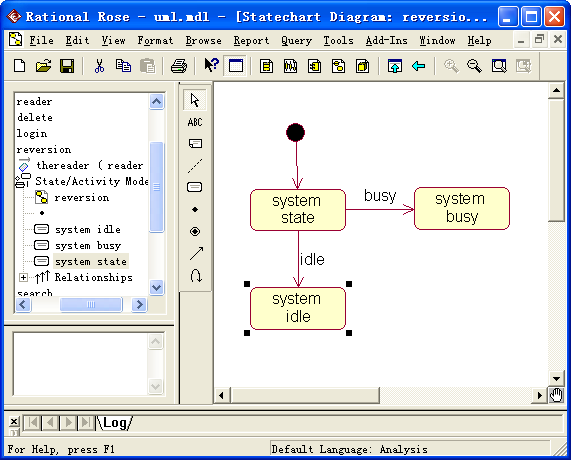 Rational Rose - uml.mdl - [Statechart Diagram: reversio...
File Edit View Format Browse Report Query Tools Add-Ins Window Help
reader
delete
login
reversion
thereader ( reader
State/Activity Mode
reversion
system idle
system busy
system state
Relationships
search
ABC
system
state
busy
system
busy
idle
system
idle
Log
For Help, press F1
Default Language: Analysis